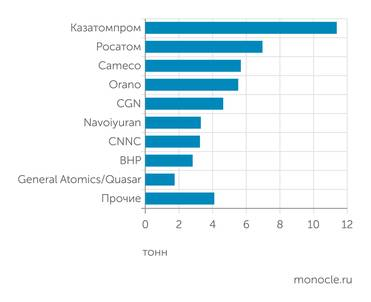 Казатомпром
Росатом
Cameco
Orano
CGN
Navoiyuran
CNNC
BHP
General Atomics/Quasar
Прочие
0 2 4 6 8 10 12
тонн
monocle.ru